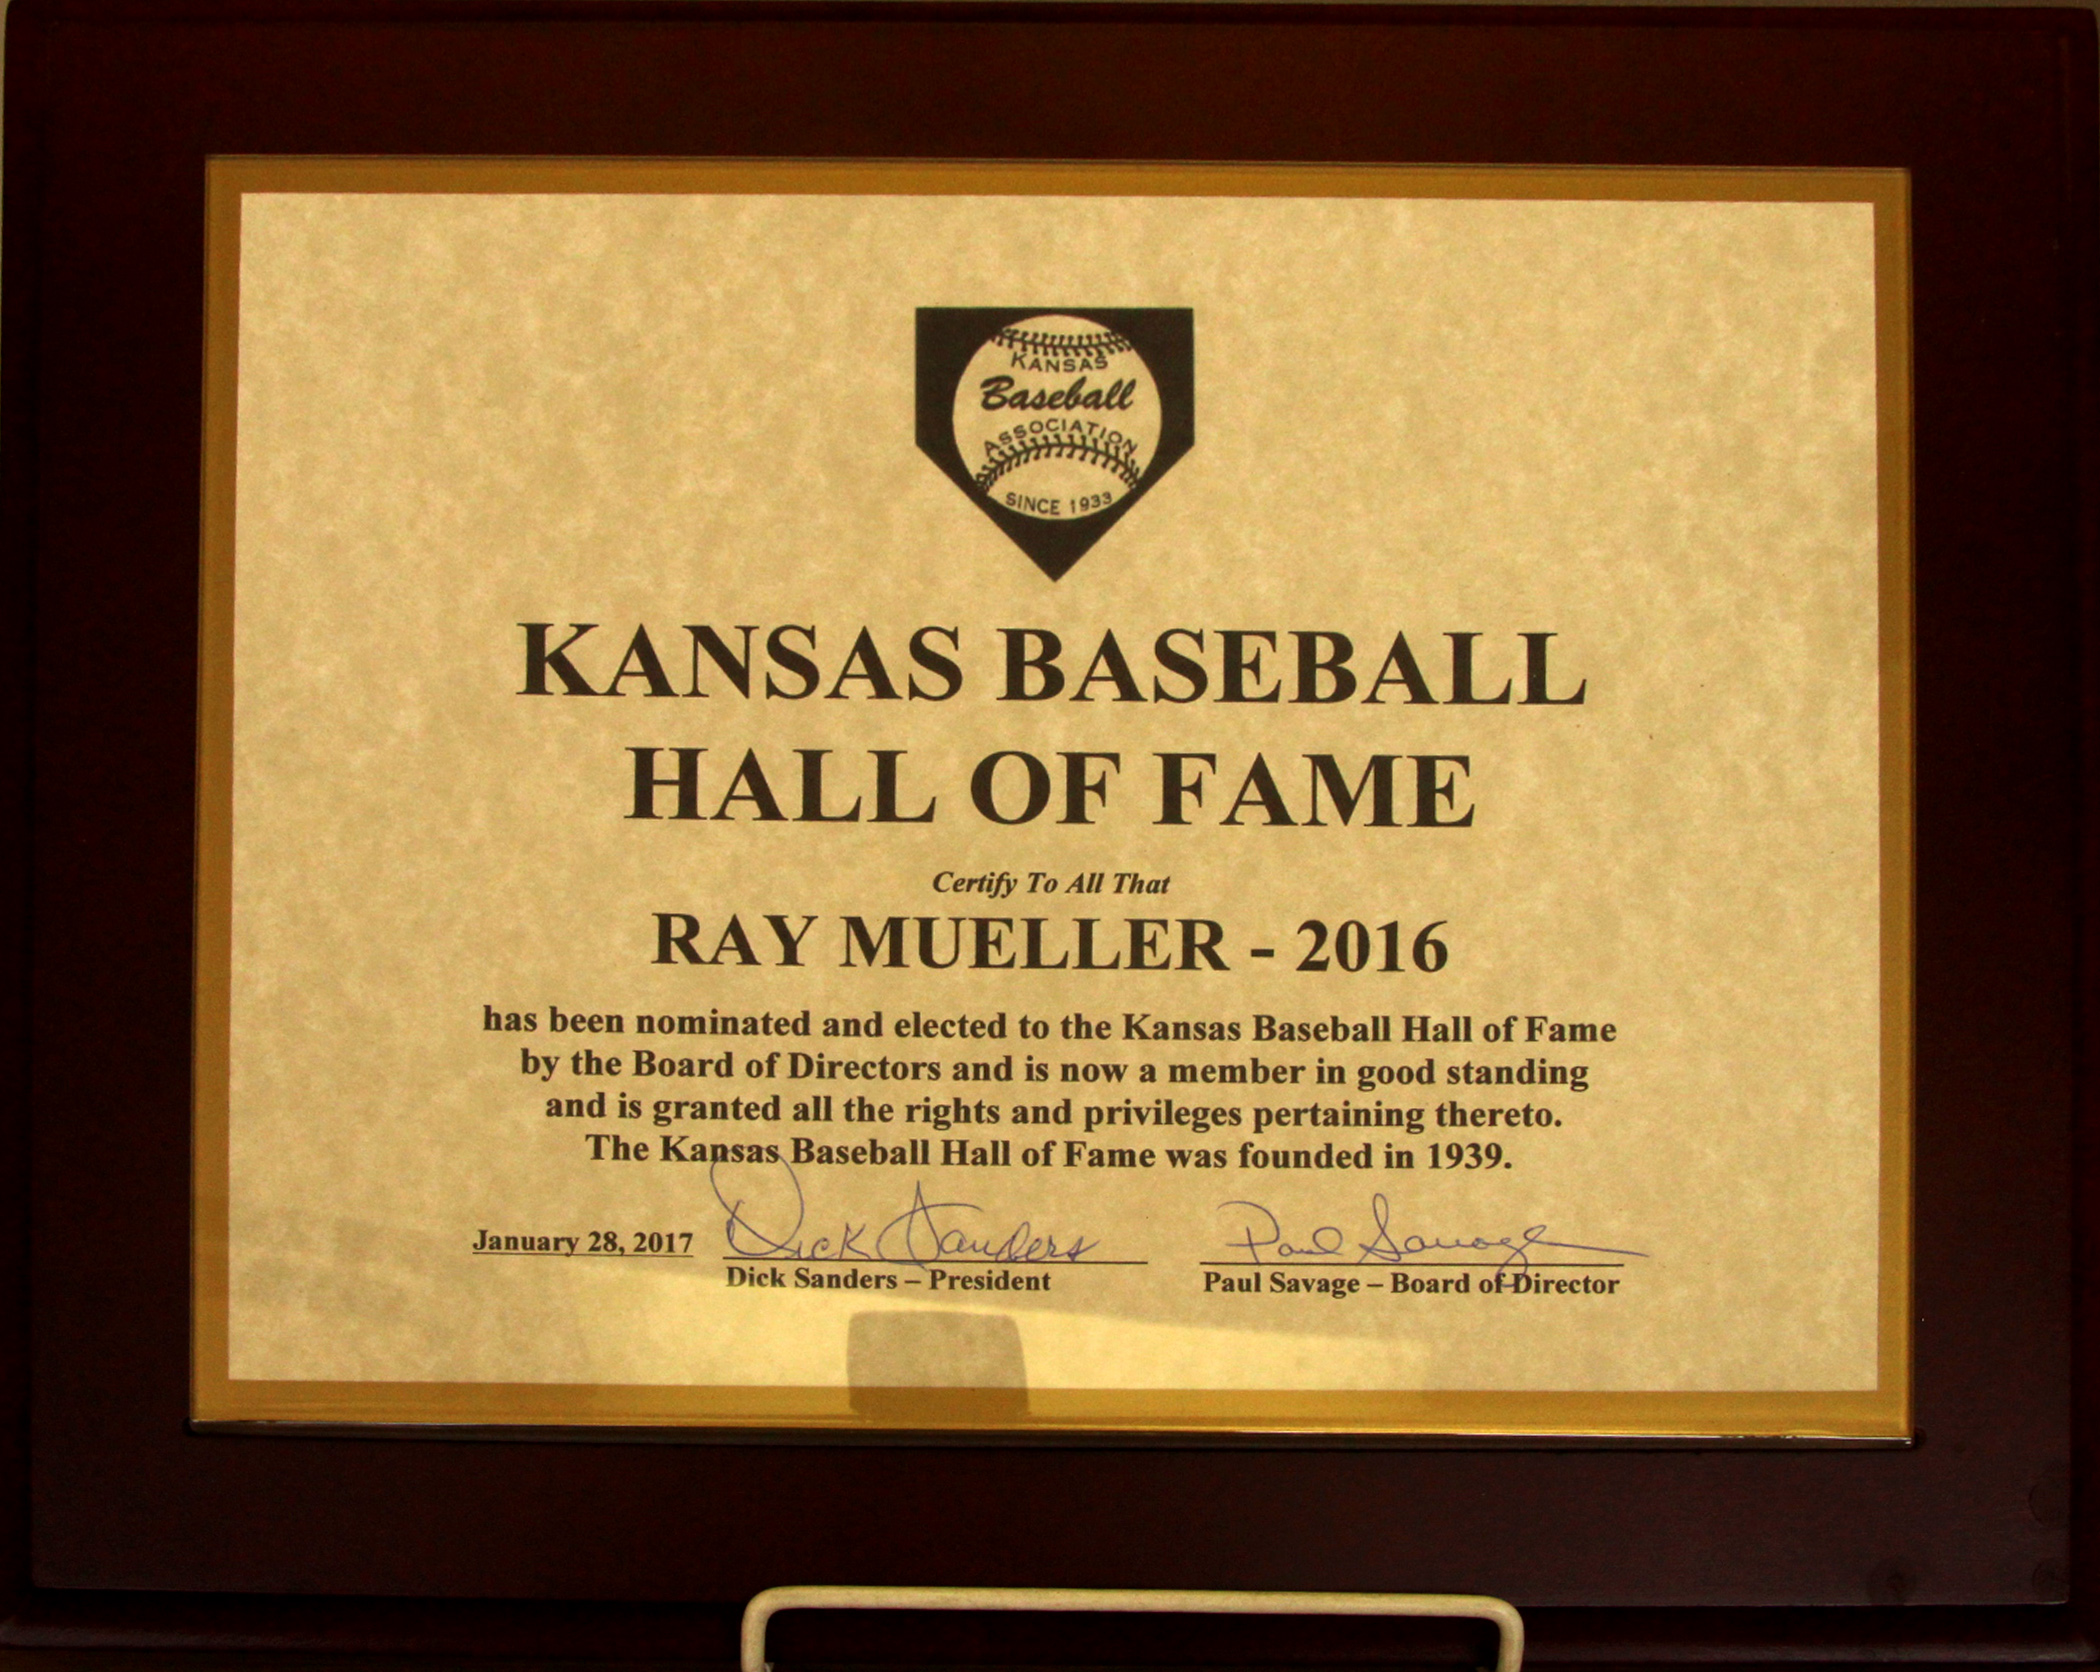 KANSAS
Baseball
ASSOCIATION
SINCE 1933
KANSAS BASEBALL
HALL OF FAME
Certify To All That
RAY MUELLER - 2016
has been nominated and elected to the Kansas Baseball Hall of Fame
by the Board of Directors and is now a member in good standing
and is granted all the rights and privileges pertaining thereto.
The Kansas Baseball Hall of Fame was founded in 1939.
January 28, 2017 Dick Sanders Paul Savage
Dick Sanders – President Paul Savage – Board of Director